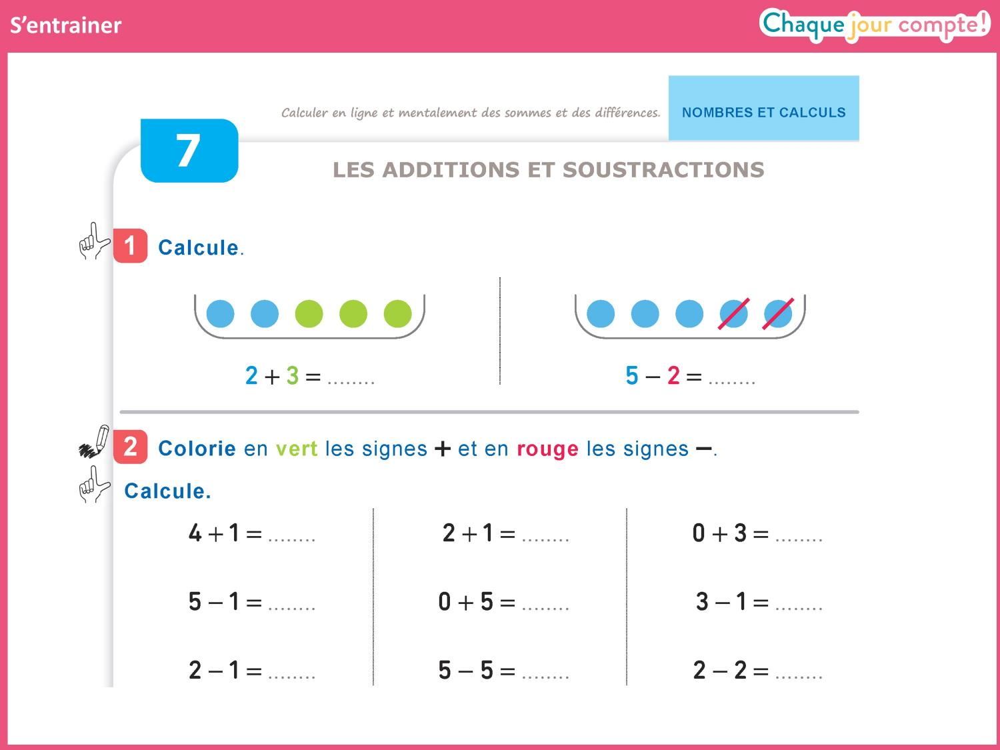 S’entrainer
Chaque jour compte!
Calculer en ligne et mentalement des sommes et des différences.
NOMBRES ET CALCULS
7
LES ADDITIONS ET SOUSTRACTIONS
1 Calcule.
2 + 3 = ........
5 – 2 = ........
2 Colorie en vert les signes + et en rouge les signes –.
Calcule.
4 + 1 = ........
2 + 1 = ........
0 + 3 = ........
5 – 1 = ........
0 + 5 = ........
3 – 1 = ........
2 – 1 = ........
5 – 5 = ........
2 – 2 = ........